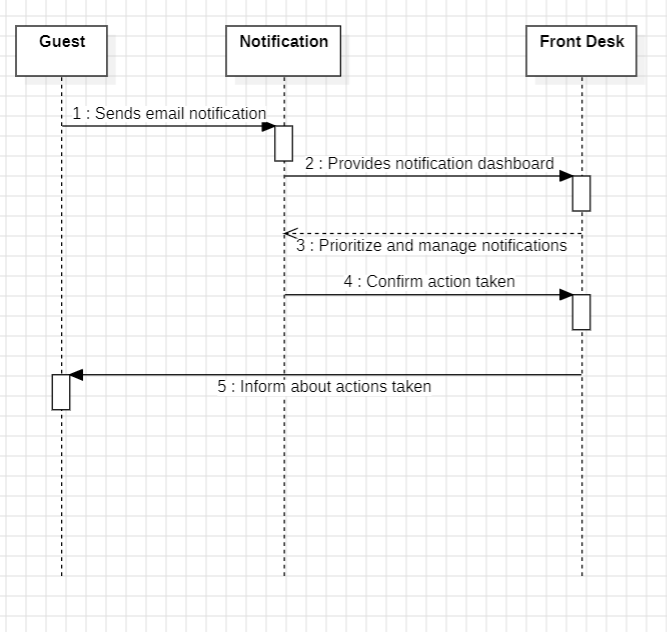 Guest
Notification
Front Desk
1 : Sends email notification
2 : Provides notification dashboard
3 : Prioritize and manage notifications
4 : Confirm action taken
5 : Inform about actions taken